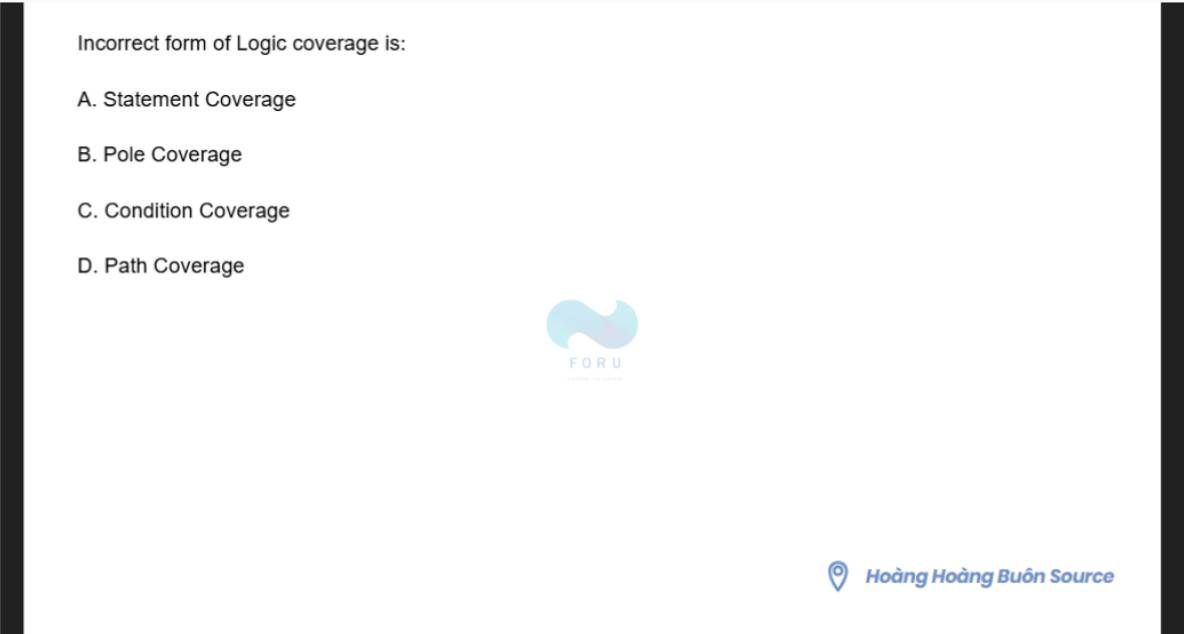 Incorrect form of Logic coverage is:
A. Statement Coverage
B. Pole Coverage
C. Condition Coverage
D. Path Coverage
FORU
Hoàng Hoàng Buôn Source